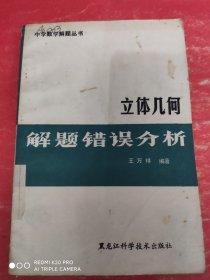 中学数学解题丛书
立体几何
解题错误分析
王万祥 编著
黑龙江科学技术出版社
REDMI K30 PRO ZOOM
AI TRIPLE CAMERA